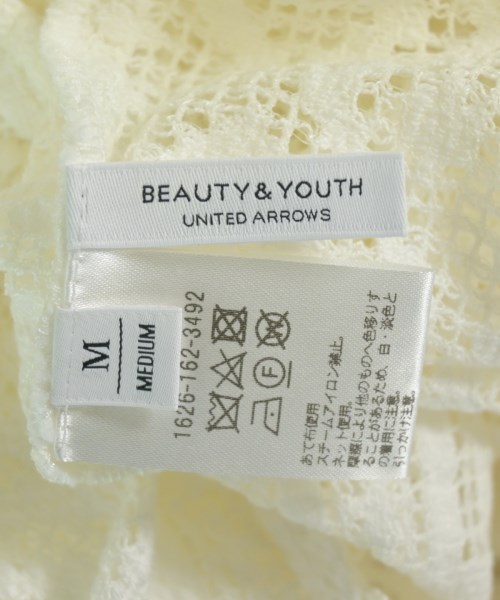 BEAUTY&YOUTH
UNITED ARROWS
M
MEDIUM
1626-162-3492
あて布使用
スチームアイロン禁止。
ネット使用。
摩擦により他のものへ色移りす
ることがあるため、白・淡色と
の着用に注意。
引っかけ注意。